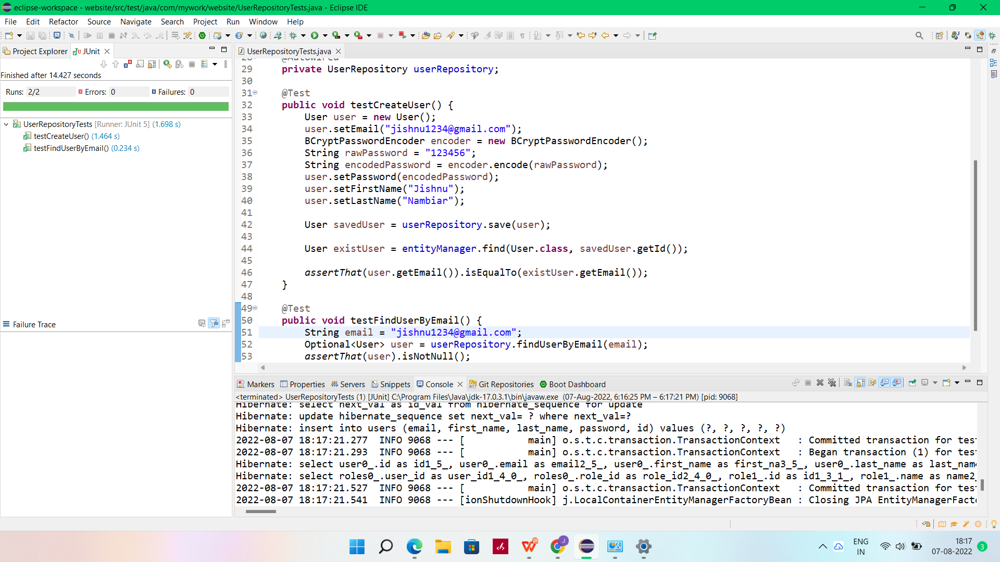 eclipse-workspace - website/src/test/java/com/mywork/website/UserRepositoryTests.java - Eclipse IDE
File Edit Refactor Source Navigate Search Project Run Window Help
Project Explorer JUnit
Finished after 14.427 seconds
Runs: 2/2 Errors: 0 Failures: 0
UserRepositoryTests [Runner: JUnit 5] (1.698 s)
testCreateUser() (1.464 s)
testFindUserByEmail() (0.234 s)
Failure Trace
UserRepositoryTests.java
28 @Autowired
29 private UserRepository userRepository;
30
31 @Test
32 public void testCreateUser() {
33 User user = new User();
34 user.setEmail("jishnu1234@gmail.com");
35 BCryptPasswordEncoder encoder = new BCryptPasswordEncoder();
36 String rawPassword = "123456";
37 String encodedPassword = encoder.encode(rawPassword);
38 user.setPassword(encodedPassword);
39 user.setFirstName("Jishnu");
40 user.setLastName("Nambiar");
41
42 User savedUser = userRepository.save(user);
43
44 User existUser = entityManager.find(User.class, savedUser.getId());
45
46 assertThat(user.getEmail()).isEqualTo(existUser.getEmail());
47 }
48
49 @Test
50 public void testFindUserByEmail() {
51 String email = "jishnu1234@gmail.com";
52 Optional<User> user = userRepository.findUserByEmail(email);
53 assertThat(user).isNotNull();
Markers Properties Servers Snippets Console Git Repositories Boot Dashboard
<terminated> UserRepositoryTests (1) [JUnit] C:\Program Files\Java\jdk-17.0.3.1\bin\javaw.exe (07-Aug-2022, 6:16:25 PM – 6:17:21 PM) [pid: 9068]
Hibernate: select next_val as id_val from hibernate_sequence for update
Hibernate: update hibernate_sequence set next_val= ? where next_val=?
Hibernate: insert into users (email, first_name, last_name, password, id) values (?, ?, ?, ?, ?)
2022-08-07 18:17:21.277 INFO 9068 --- [ main] o.s.t.c.transaction.TransactionContext : Committed transaction for tes
2022-08-07 18:17:21.293 INFO 9068 --- [ main] o.s.t.c.transaction.TransactionContext : Began transaction (1) for tes
Hibernate: select user0_.id as id1_5_, user0_.email as email2_5_, user0_.first_name as first_na3_5_, user0_.last_name as last_nam4
Hibernate: select roles0_.user_id as user_id1_4_0_, roles0_.role_id as role_id2_4_0_, role1_.id as id1_3_1_, role1_.name as name2_
2022-08-07 18:17:21.527 INFO 9068 --- [ main] o.s.t.c.transaction.TransactionContext : Committed transaction for tes
2022-08-07 18:17:21.541 INFO 9068 --- [ionShutdownHook] j.LocalContainerEntityManagerFactoryBean : Closing JPA EntityManagerFact
ENG
IN
18:17
07-08-2022
3